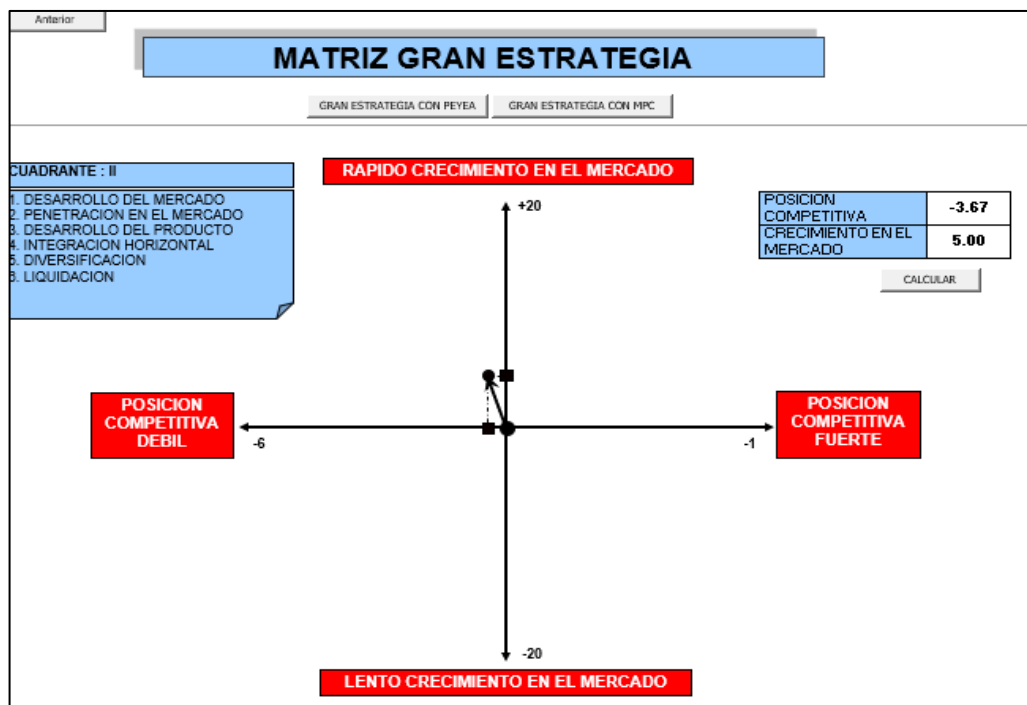 Anterior
MATRIZ GRAN ESTRATEGIA
GRAN ESTRATEGIA CON PEYEA
GRAN ESTRATEGIA CON MPC
CUADRANTE : II
1. DESARROLLO DEL MERCADO
2. PENETRACION EN EL MERCADO
3. DESARROLLO DEL PRODUCTO
4. INTEGRACION HORIZONTAL
5. DIVERSIFICACION
6. LIQUIDACION
RAPIDO CRECIMIENTO EN EL MERCADO
+20
POSICION
COMPETITIVA
-3.67
CRECIMIENTO EN EL
MERCADO
5.00
CALCULAR
POSICION
COMPETITIVA
DEBIL
-6
-1
POSICION
COMPETITIVA
FUERTE
-20
LENTO CRECIMIENTO EN EL MERCADO